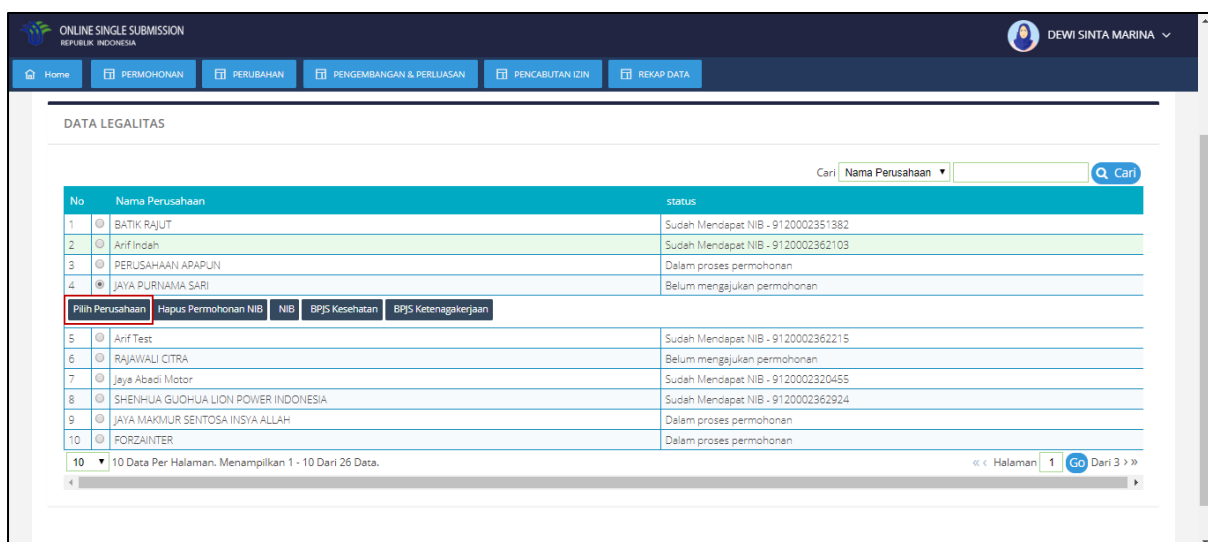 ONLINE SINGLE SUBMISSION
REPUBLIK INDONESIA
DEWI SINTA MARINA
Home PERMOHONAN PERUBAHAN PENGEMBANGAN & PERLUASAN PENCABUTAN IZIN REKAP DATA
DATA LEGALITAS
Cari Nama Perusahaan Cari
No Nama Perusahaan status
1 BATIK RAJUT Sudah Mendapat NIB - 9120002351382
2 Arif Indah Sudah Mendapat NIB - 9120002362103
3 PERUSAHAAN APAPUN Dalam proses permohonan
4 JAYA PURNAMA SARI Belum mengajukan permohonan
Pilih Perusahaan Hapus Permohonan NIB NIB BPJS Kesehatan BPJS Ketenagakerjaan
5 Arif Test Sudah Mendapat NIB - 9120002362215
6 RAJAWALI CITRA Belum mengajukan permohonan
7 Jaya Abadi Motor Sudah Mendapat NIB - 9120002320455
8 SHENHUA GUOHUA LION POWER INDONESIA Sudah Mendapat NIB - 9120002362924
9 JAYA MAKMUR SENTOSA INSYA ALLAH Dalam proses permohonan
10 FORZAINTER Dalam proses permohonan
10 10 Data Per Halaman. Menampilkan 1 - 10 Dari 26 Data. « ‹ Halaman 1 Go Dari 3 › »